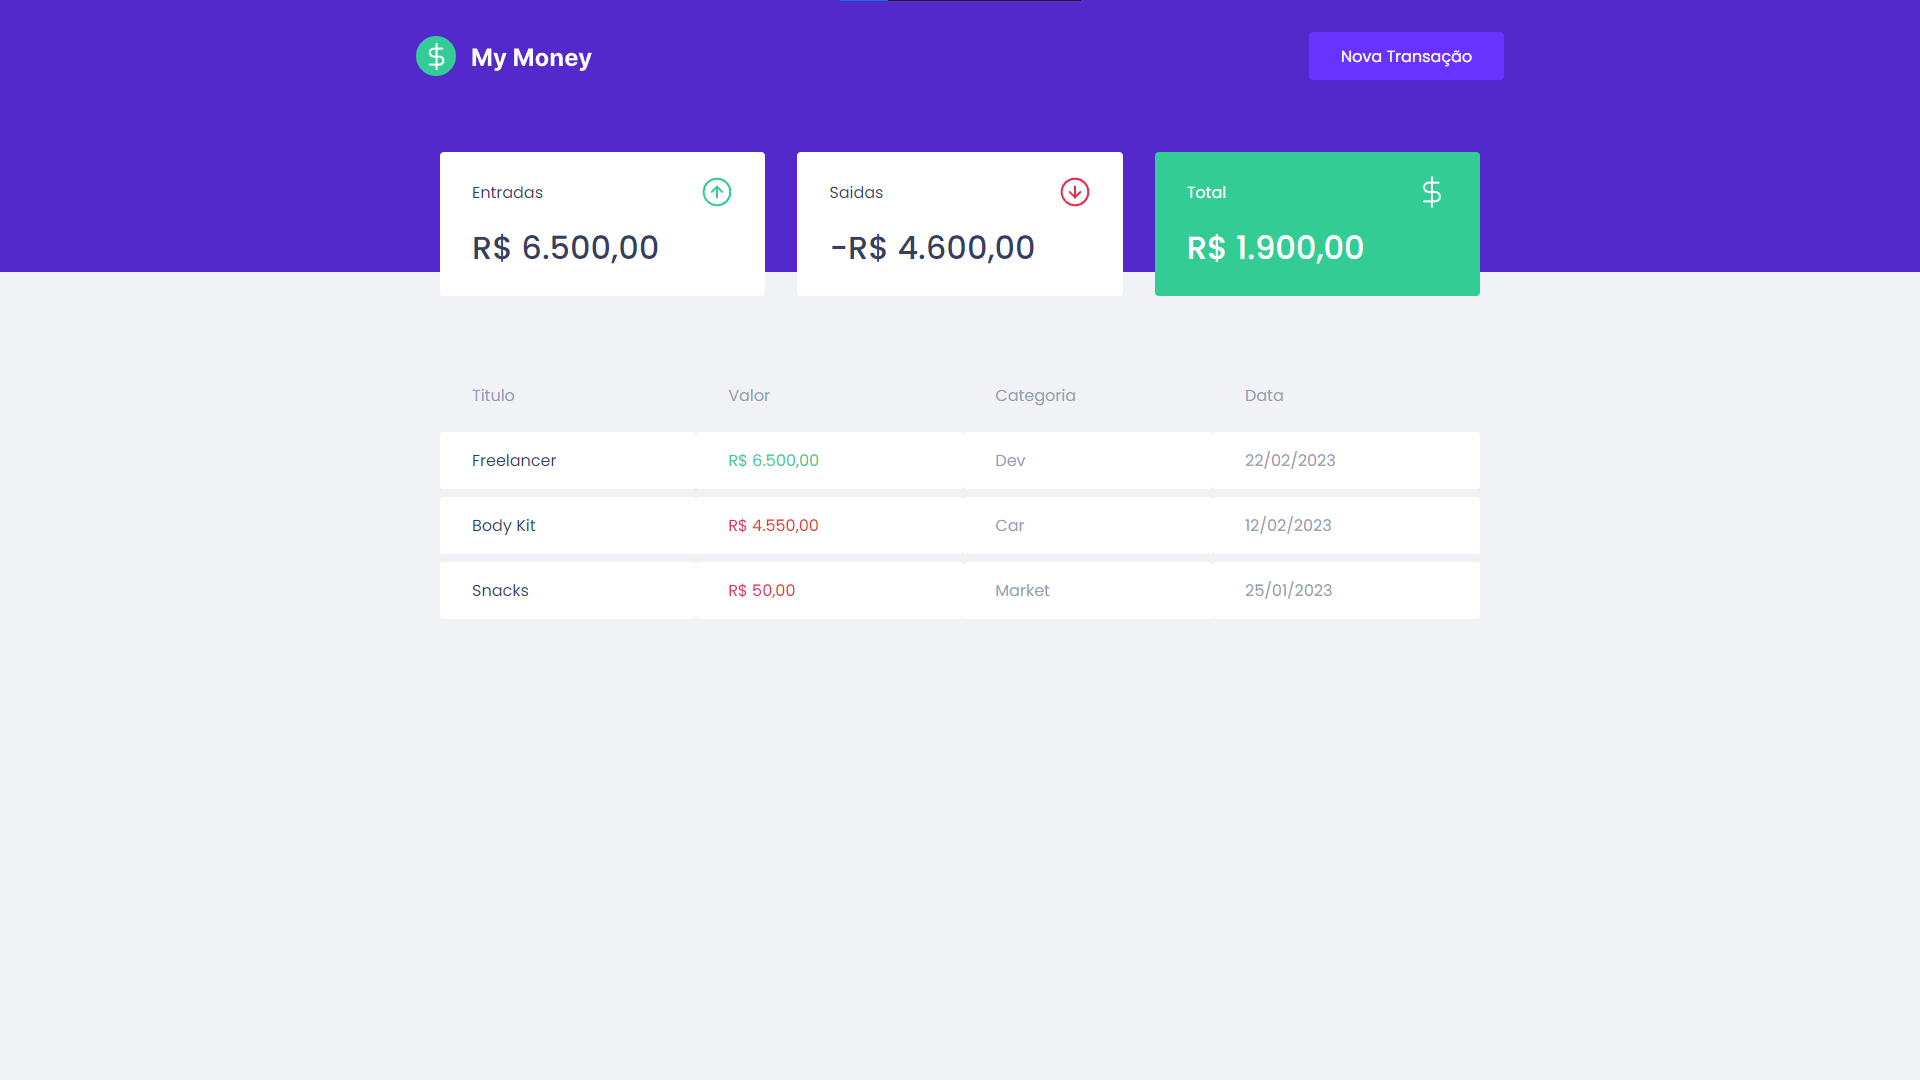 My Money
Nova Transação
Entradas
R$ 6.500,00
Saidas
-R$ 4.600,00
Total
R$ 1.900,00
Titulo Valor Categoria Data
Freelancer R$ 6.500,00 Dev 22/02/2023
Body Kit R$ 4.550,00 Car 12/02/2023
Snacks R$ 50,00 Market 25/01/2023